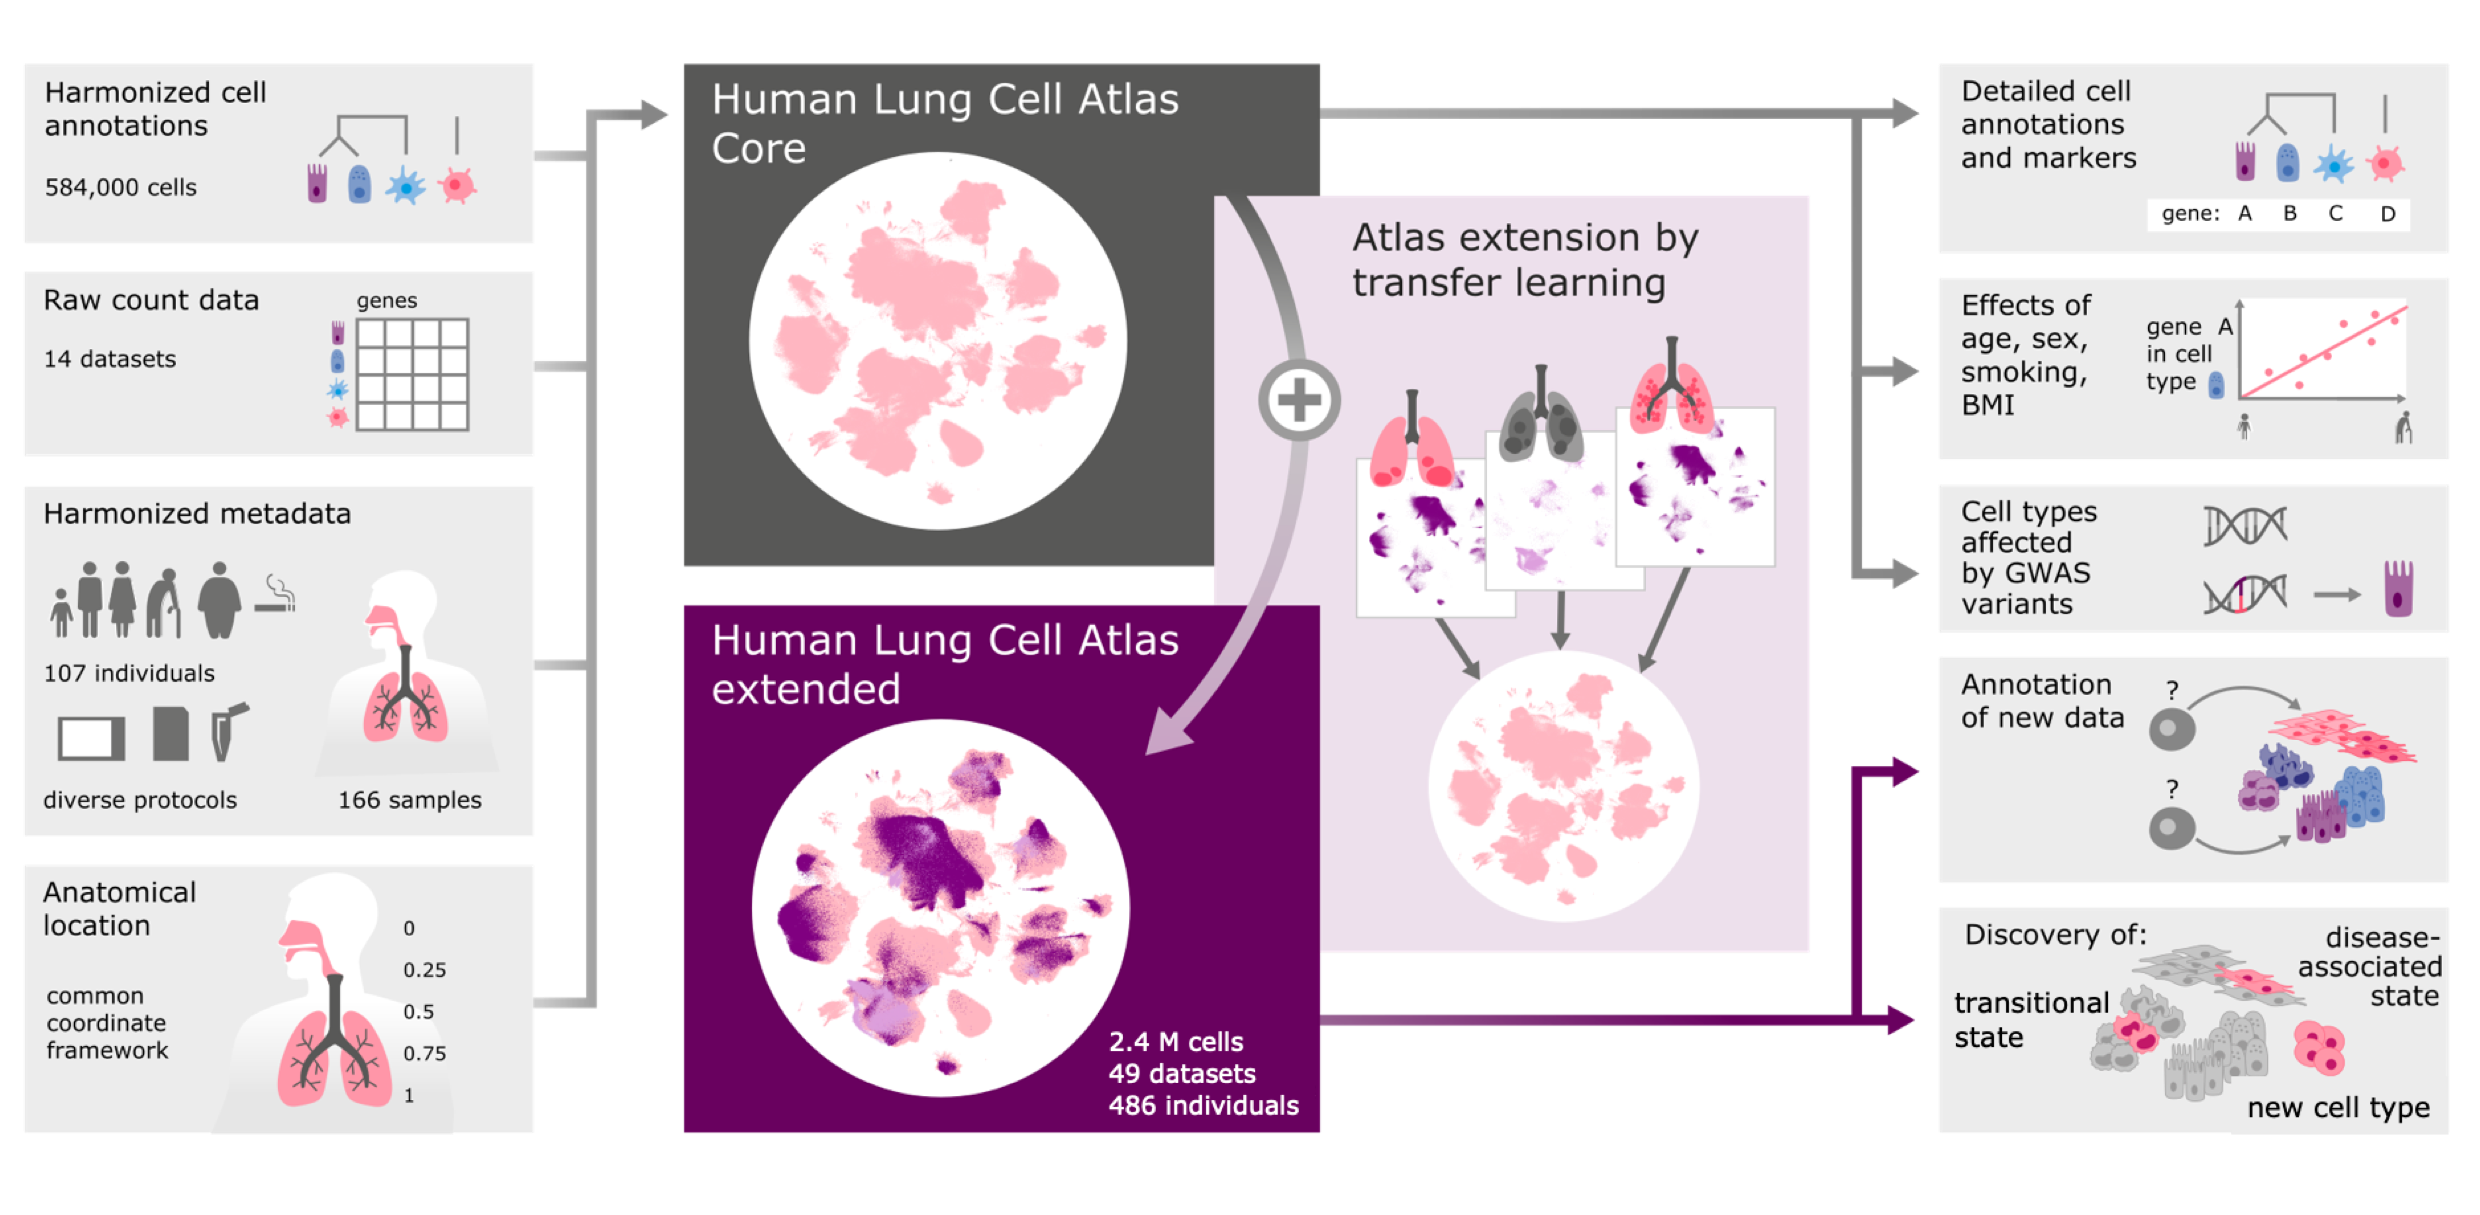 Harmonized cell
annotations
584,000 cells
Raw count data
genes
14 datasets
Harmonized metadata
107 individuals
diverse protocols
166 samples
Anatomical
location
common
coordinate
framework
0
0.25
0.5
0.75
1
Human Lung Cell Atlas
Core
Atlas extension by
transfer learning
Human Lung Cell Atlas
extended
2.4 M cells
49 datasets
486 individuals
Detailed cell
annotations
and markers
gene: A B C D
Effects of
age, sex,
smoking,
BMI
gene A
in cell
type
Cell types
affected
by GWAS
variants
Annotation
of new data
?
?
Discovery of:
disease-
associated
state
transitional
state
new cell type